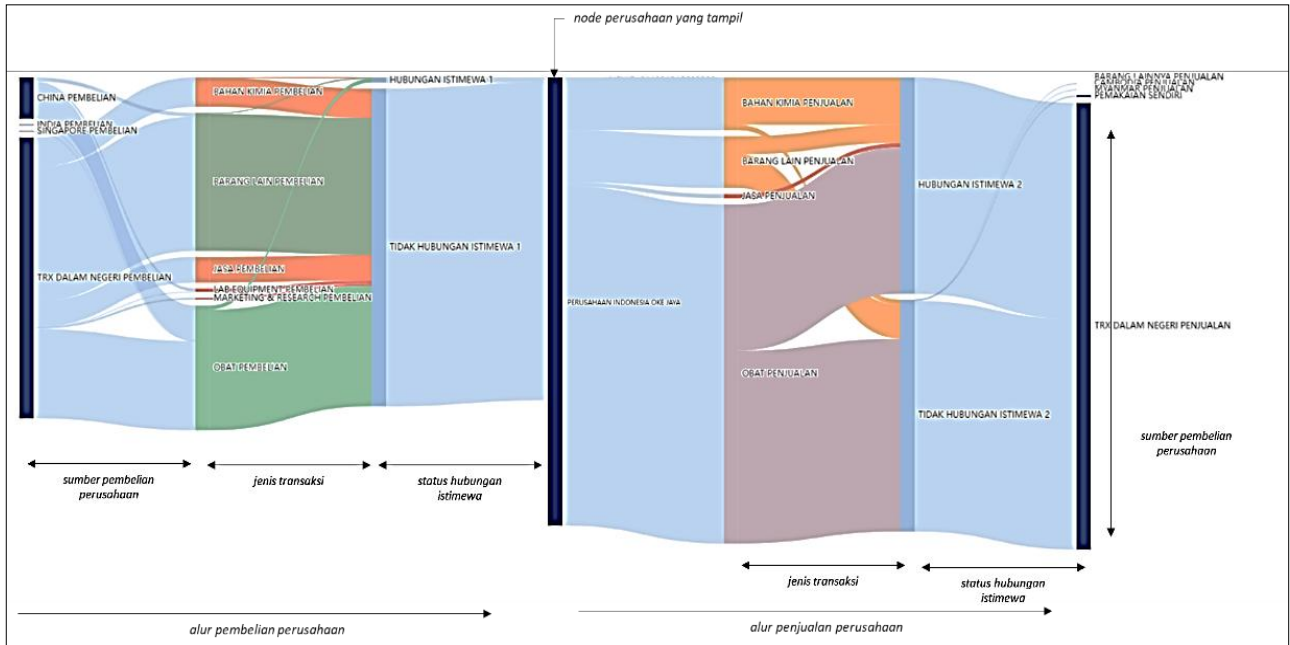 node perusahaan yang tampil
CHINA PEMBELIAN
INDIA PEMBELIAN
SINGAPORE PEMBELIAN
TRX DALAM NEGERI PEMBELIAN
BAHAN KIMIA PEMBELIAN
BARANG LAIN PEMBELIAN
JASA PEMBELIAN
LAB EQUIPMENT PEMBELIAN
MARKETING & RESEARCH PEMBELIAN
OBAT PEMBELIAN
HUBUNGAN ISTIMEWA 1
TIDAK HUBUNGAN ISTIMEWA 1
PERUSAHAAN INDONESIA OKE JAYA
BAHAN KIMIA PENJUALAN
BARANG LAIN PENJUALAN
JASA PENJUALAN
OBAT PENJUALAN
HUBUNGAN ISTIMEWA 2
TIDAK HUBUNGAN ISTIMEWA 2
BARANG LAINNYA PENJUALAN
CAMBODIA PENJUALAN
MYANMAR PENJUALAN
PEMAKAIAN SENDIRI
TRX DALAM NEGERI PENJUALAN
sumber pembelian
perusahaan
jenis transaksi
status hubungan
istimewa
sumber pembelian
perusahaan
jenis transaksi
status hubungan
istimewa
alur pembelian perusahaan
alur penjualan perusahaan